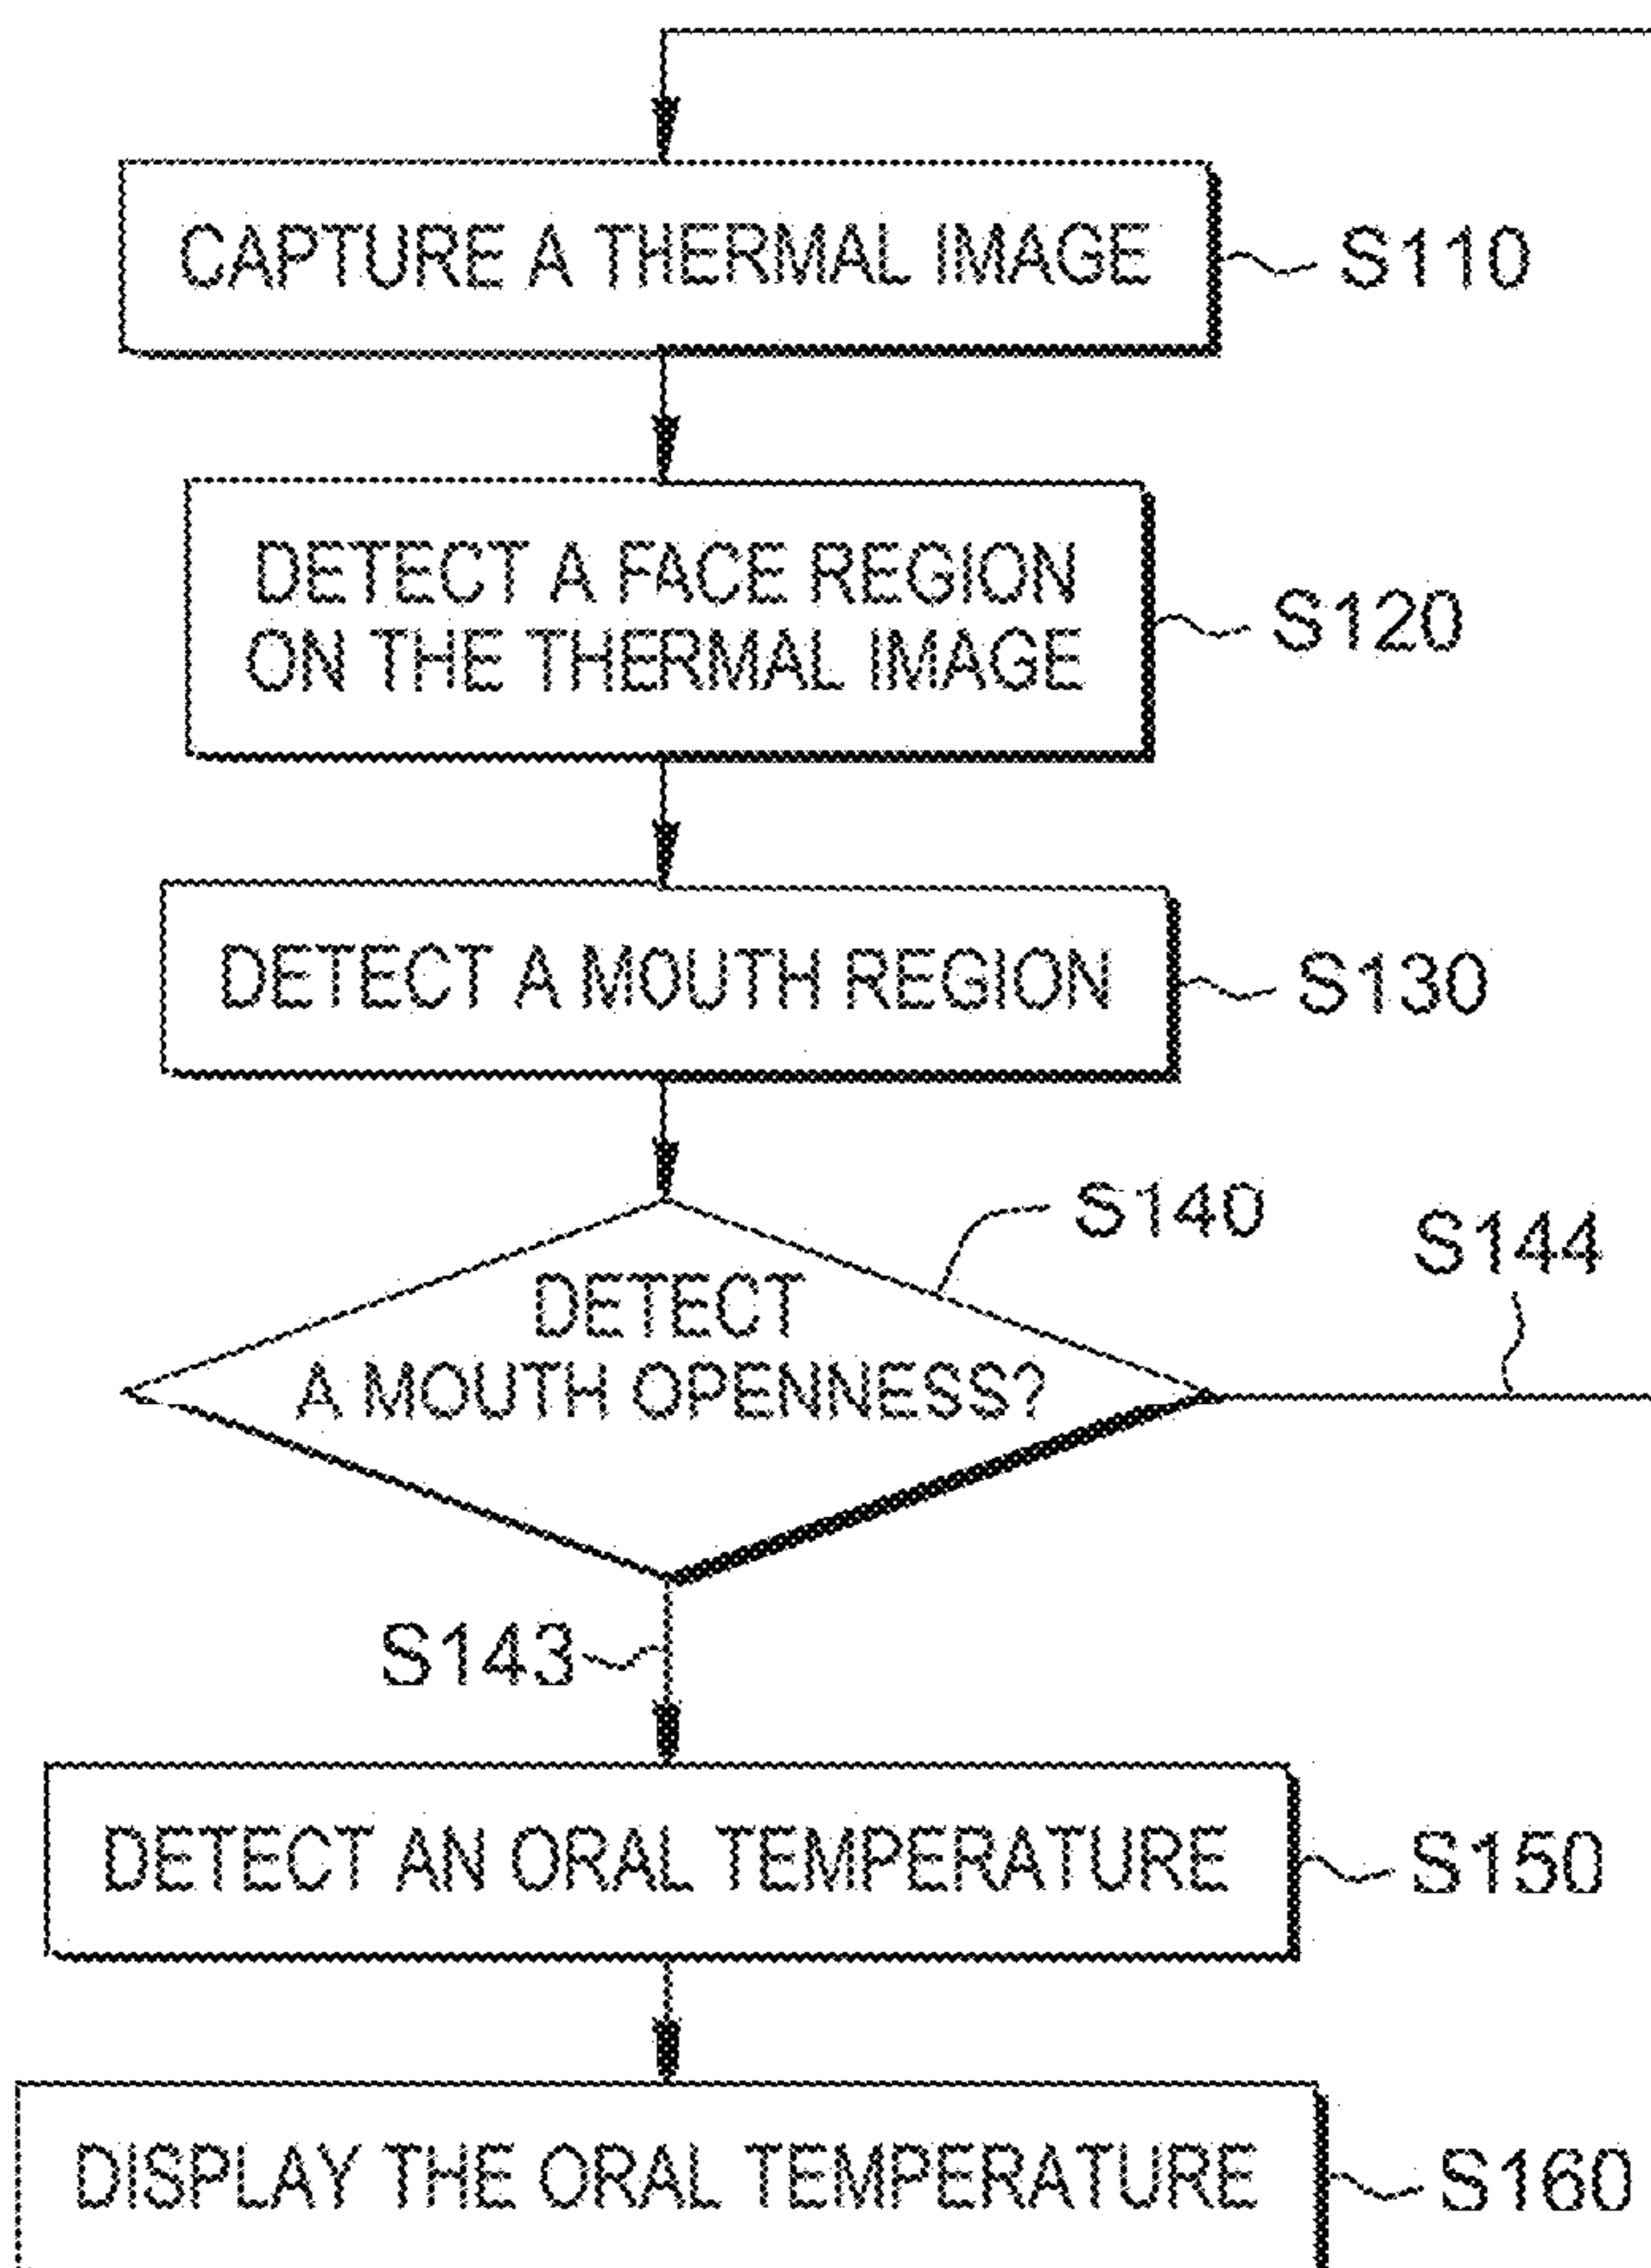 CAPTURE A THERMAL IMAGE
S110
DETECT A FACE REGION
ON THE THERMAL IMAGE
S120
DETECT A MOUTH REGION
S130
S140
S144
DETECT
A MOUTH OPENNESS?
S143
DETECT AN ORAL TEMPERATURE
S150
DISPLAY THE ORAL TEMPERATURE
S160